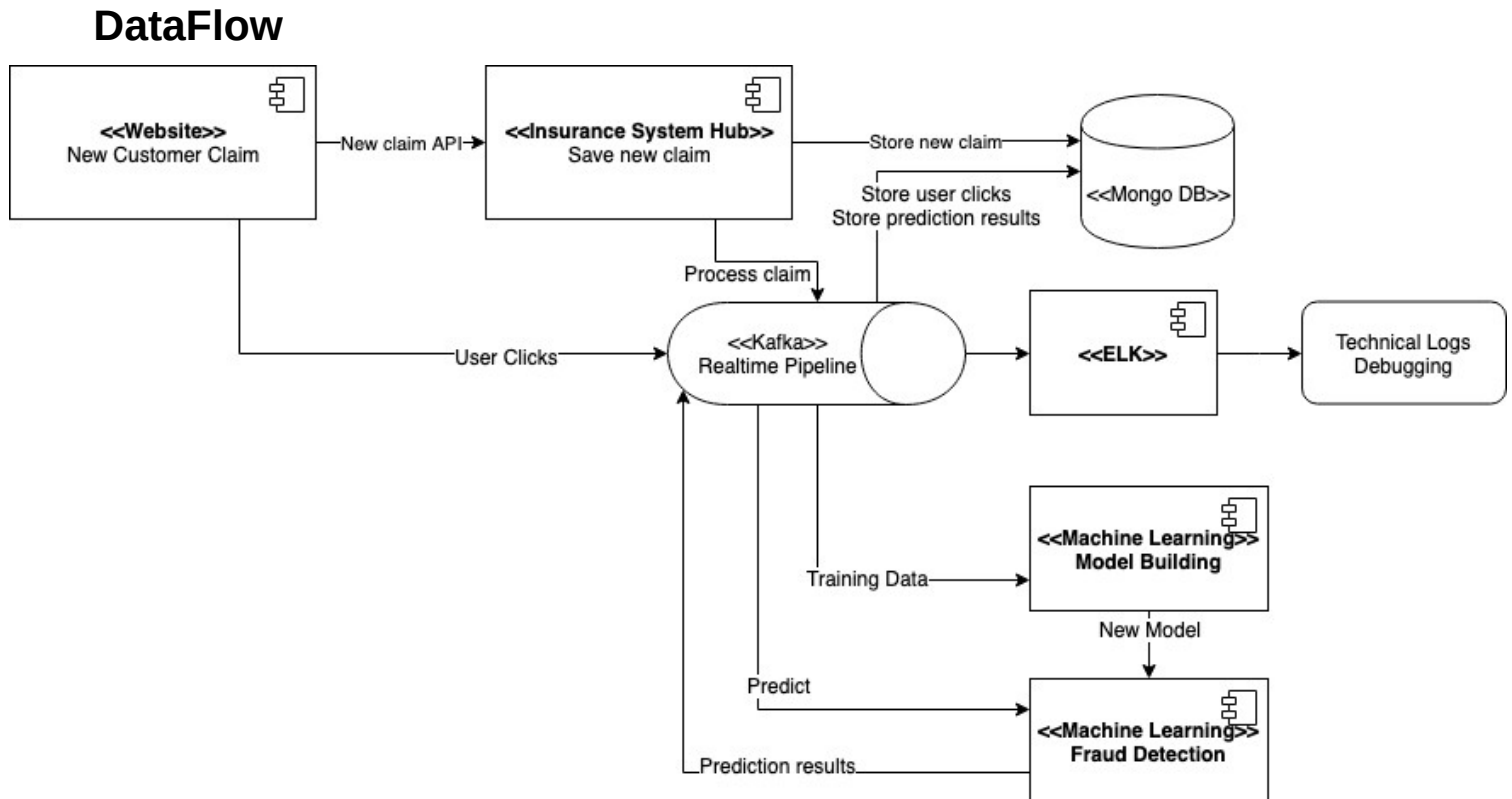 DataFlow
<<Website>>
New Customer Claim
New claim API
<<Insurance System Hub>>
Save new claim
Store new claim
<<Mongo DB>>
Store user clicks
Store prediction results
Process claim
User Clicks
<<Kafka>>
Realtime Pipeline
<<ELK>>
Technical Logs
Debugging
<<Machine Learning>>
Model Building
Training Data
New Model
Predict
<<Machine Learning>>
Fraud Detection
Prediction results